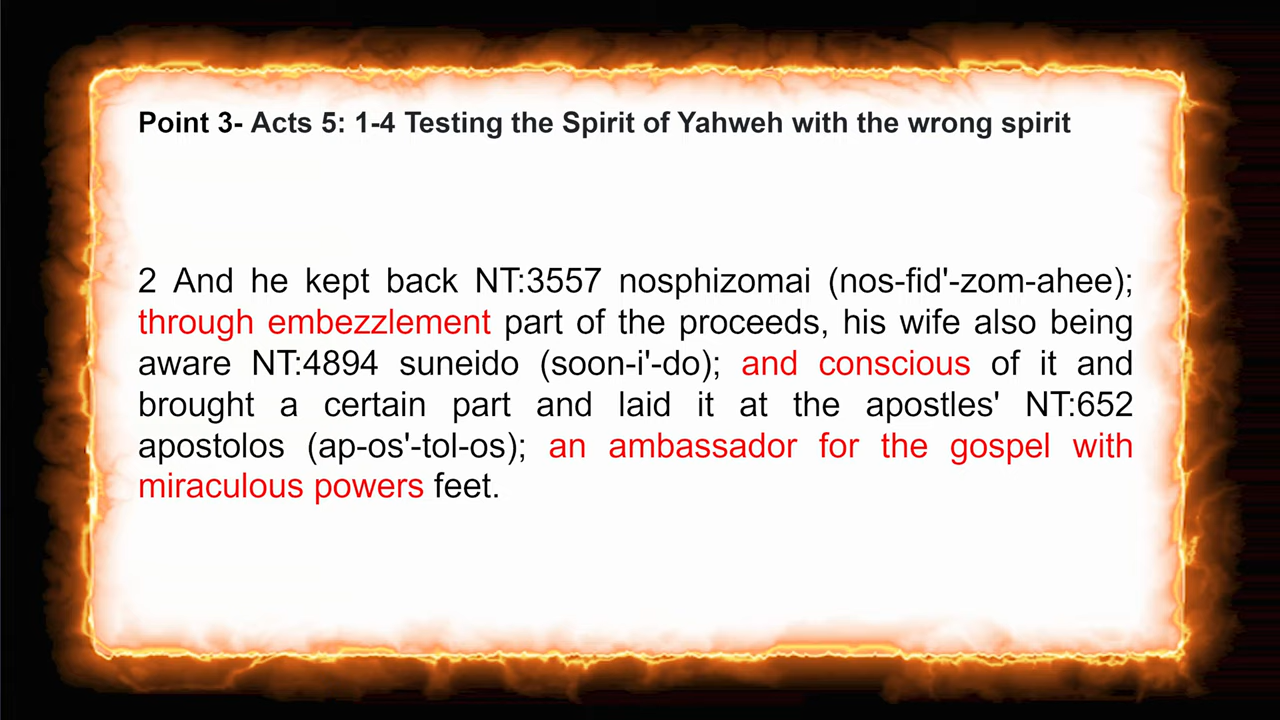 Point 3- Acts 5: 1-4 Testing the Spirit of Yahweh with the wrong spirit
2 And he kept back NT:3557 nosphizomai (nos-fid'-zom-ahee);
through embezzlement part of the proceeds, his wife also being
aware NT:4894 suneido (soon-i'-do); and conscious of it and
brought a certain part and laid it at the apostles' NT:652
apostolos (ap-os'-tol-os); an ambassador for the gospel with
miraculous powers feet.